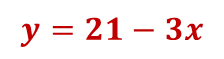 y = 21 − 3x